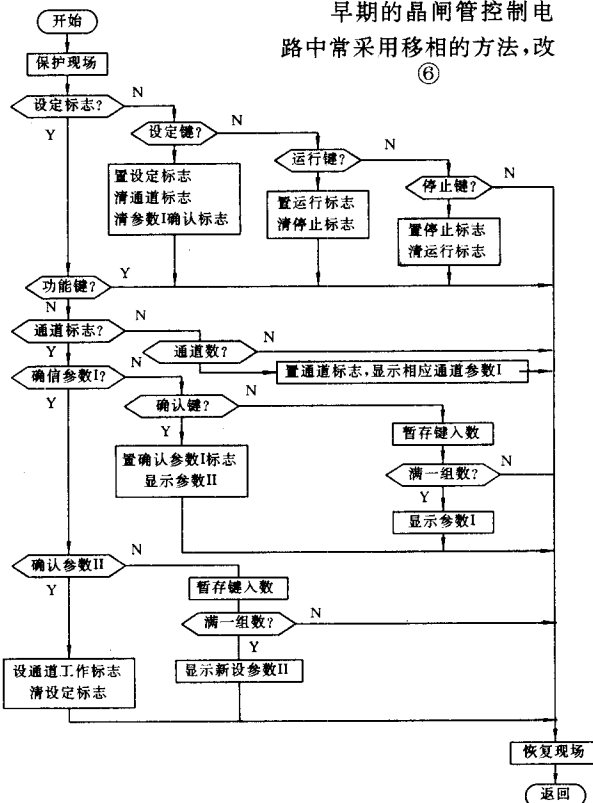 早期的晶闸管控制电
路中常采用移相的方法,改
⑥
开始
保护现场
设定标志?
N
Y
设定键?
N
运行键?
N
停止键?
N
置设定标志
清通道标志
清参数I确认标志
置运行标志
清停止标志
置停止标志
清运行标志
功能键?
Y
N
通道标志?
N
Y
通道数?
N
置通道标志,显示相应通道参数I
确信参数I?
N
Y
确认键?
N
Y
置确认参数I标志
显示参数II
暂存键入数
满一组数?
N
Y
显示参数I
确认参数II
N
Y
暂存键入数
满一组数?
N
Y
显示新设参数II
设通道工作标志
清设定标志
恢复现场
返回